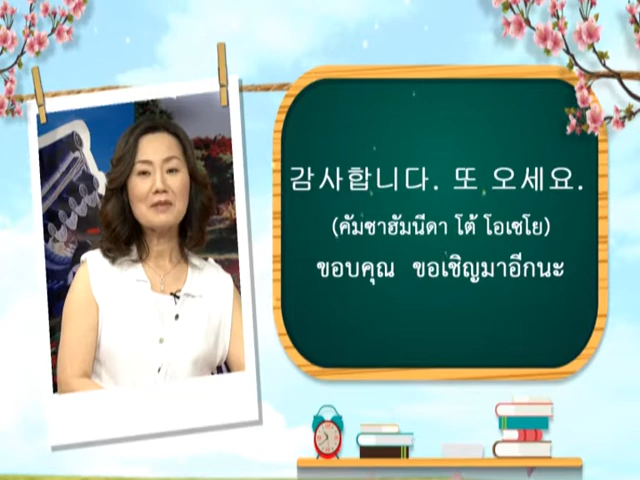 감사합니다. 또 오세요.
(คัมซาฮัมนีดา โต้ โอเซโย)
ขอบคุณ ขอเชิญมาอีกนะ